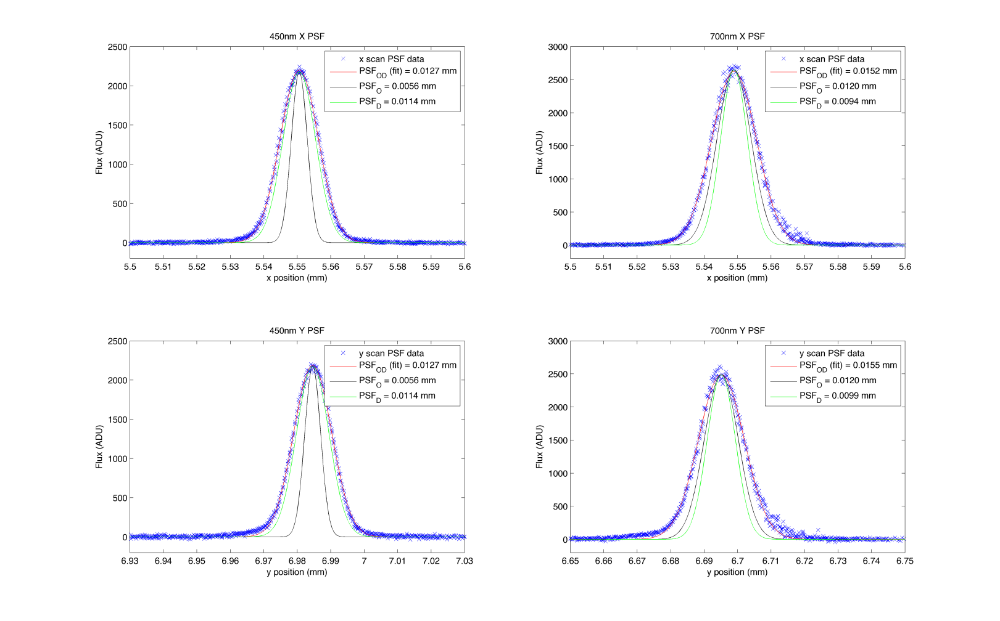 450nm X PSF
2500
2000
1500
1000
500
0
Flux (ADU)
5.5 5.51 5.52 5.53 5.54 5.55 5.56 5.57 5.58 5.59 5.6
x position (mm)
x scan PSF data
PSF_OD (fit) = 0.0127 mm
PSF_O = 0.0056 mm
PSF_D = 0.0114 mm
700nm X PSF
3000
2500
2000
1500
1000
500
0
Flux (ADU)
5.5 5.51 5.52 5.53 5.54 5.55 5.56 5.57 5.58 5.59 5.6
x position (mm)
x scan PSF data
PSF_OD (fit) = 0.0152 mm
PSF_O = 0.0120 mm
PSF_D = 0.0094 mm
450nm Y PSF
2500
2000
1500
1000
500
0
Flux (ADU)
6.93 6.94 6.95 6.96 6.97 6.98 6.99 7 7.01 7.02 7.03
y position (mm)
y scan PSF data
PSF_OD (fit) = 0.0127 mm
PSF_O = 0.0056 mm
PSF_D = 0.0114 mm
700nm Y PSF
3000
2500
2000
1500
1000
500
0
Flux (ADU)
6.65 6.66 6.67 6.68 6.69 6.7 6.71 6.72 6.73 6.74 6.75
y position (mm)
y scan PSF data
PSF_OD (fit) = 0.0155 mm
PSF_O = 0.0120 mm
PSF_D = 0.0099 mm